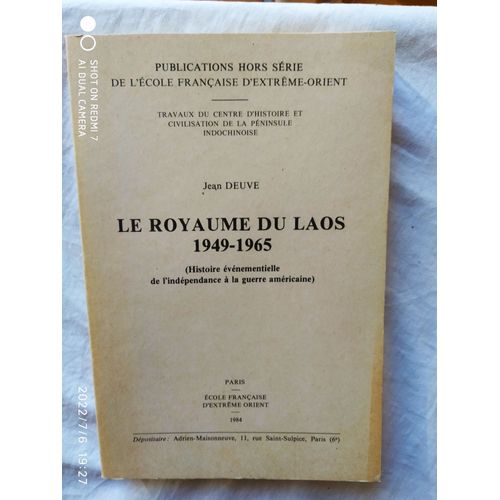 PUBLICATIONS HORS SÉRIE
DE L'ÉCOLE FRANÇAISE D'EXTRÊME-ORIENT
TRAVAUX DU CENTRE D'HISTOIRE ET
CIVILISATION DE LA PÉNINSULE
INDOCHINOISE
Jean DEUVE
LE ROYAUME DU LAOS
1949-1965
(Histoire événementielle
de l'indépendance à la guerre américaine)
PARIS
ÉCOLE FRANÇAISE
D'EXTRÊME ORIENT
1984
Dépositaire : Adrien-Maisonneuve, 11, rue Saint-Sulpice, Paris (6e)
SHOT ON REDMI 7
AI DUAL CAMERA
2022/7/6 19:27